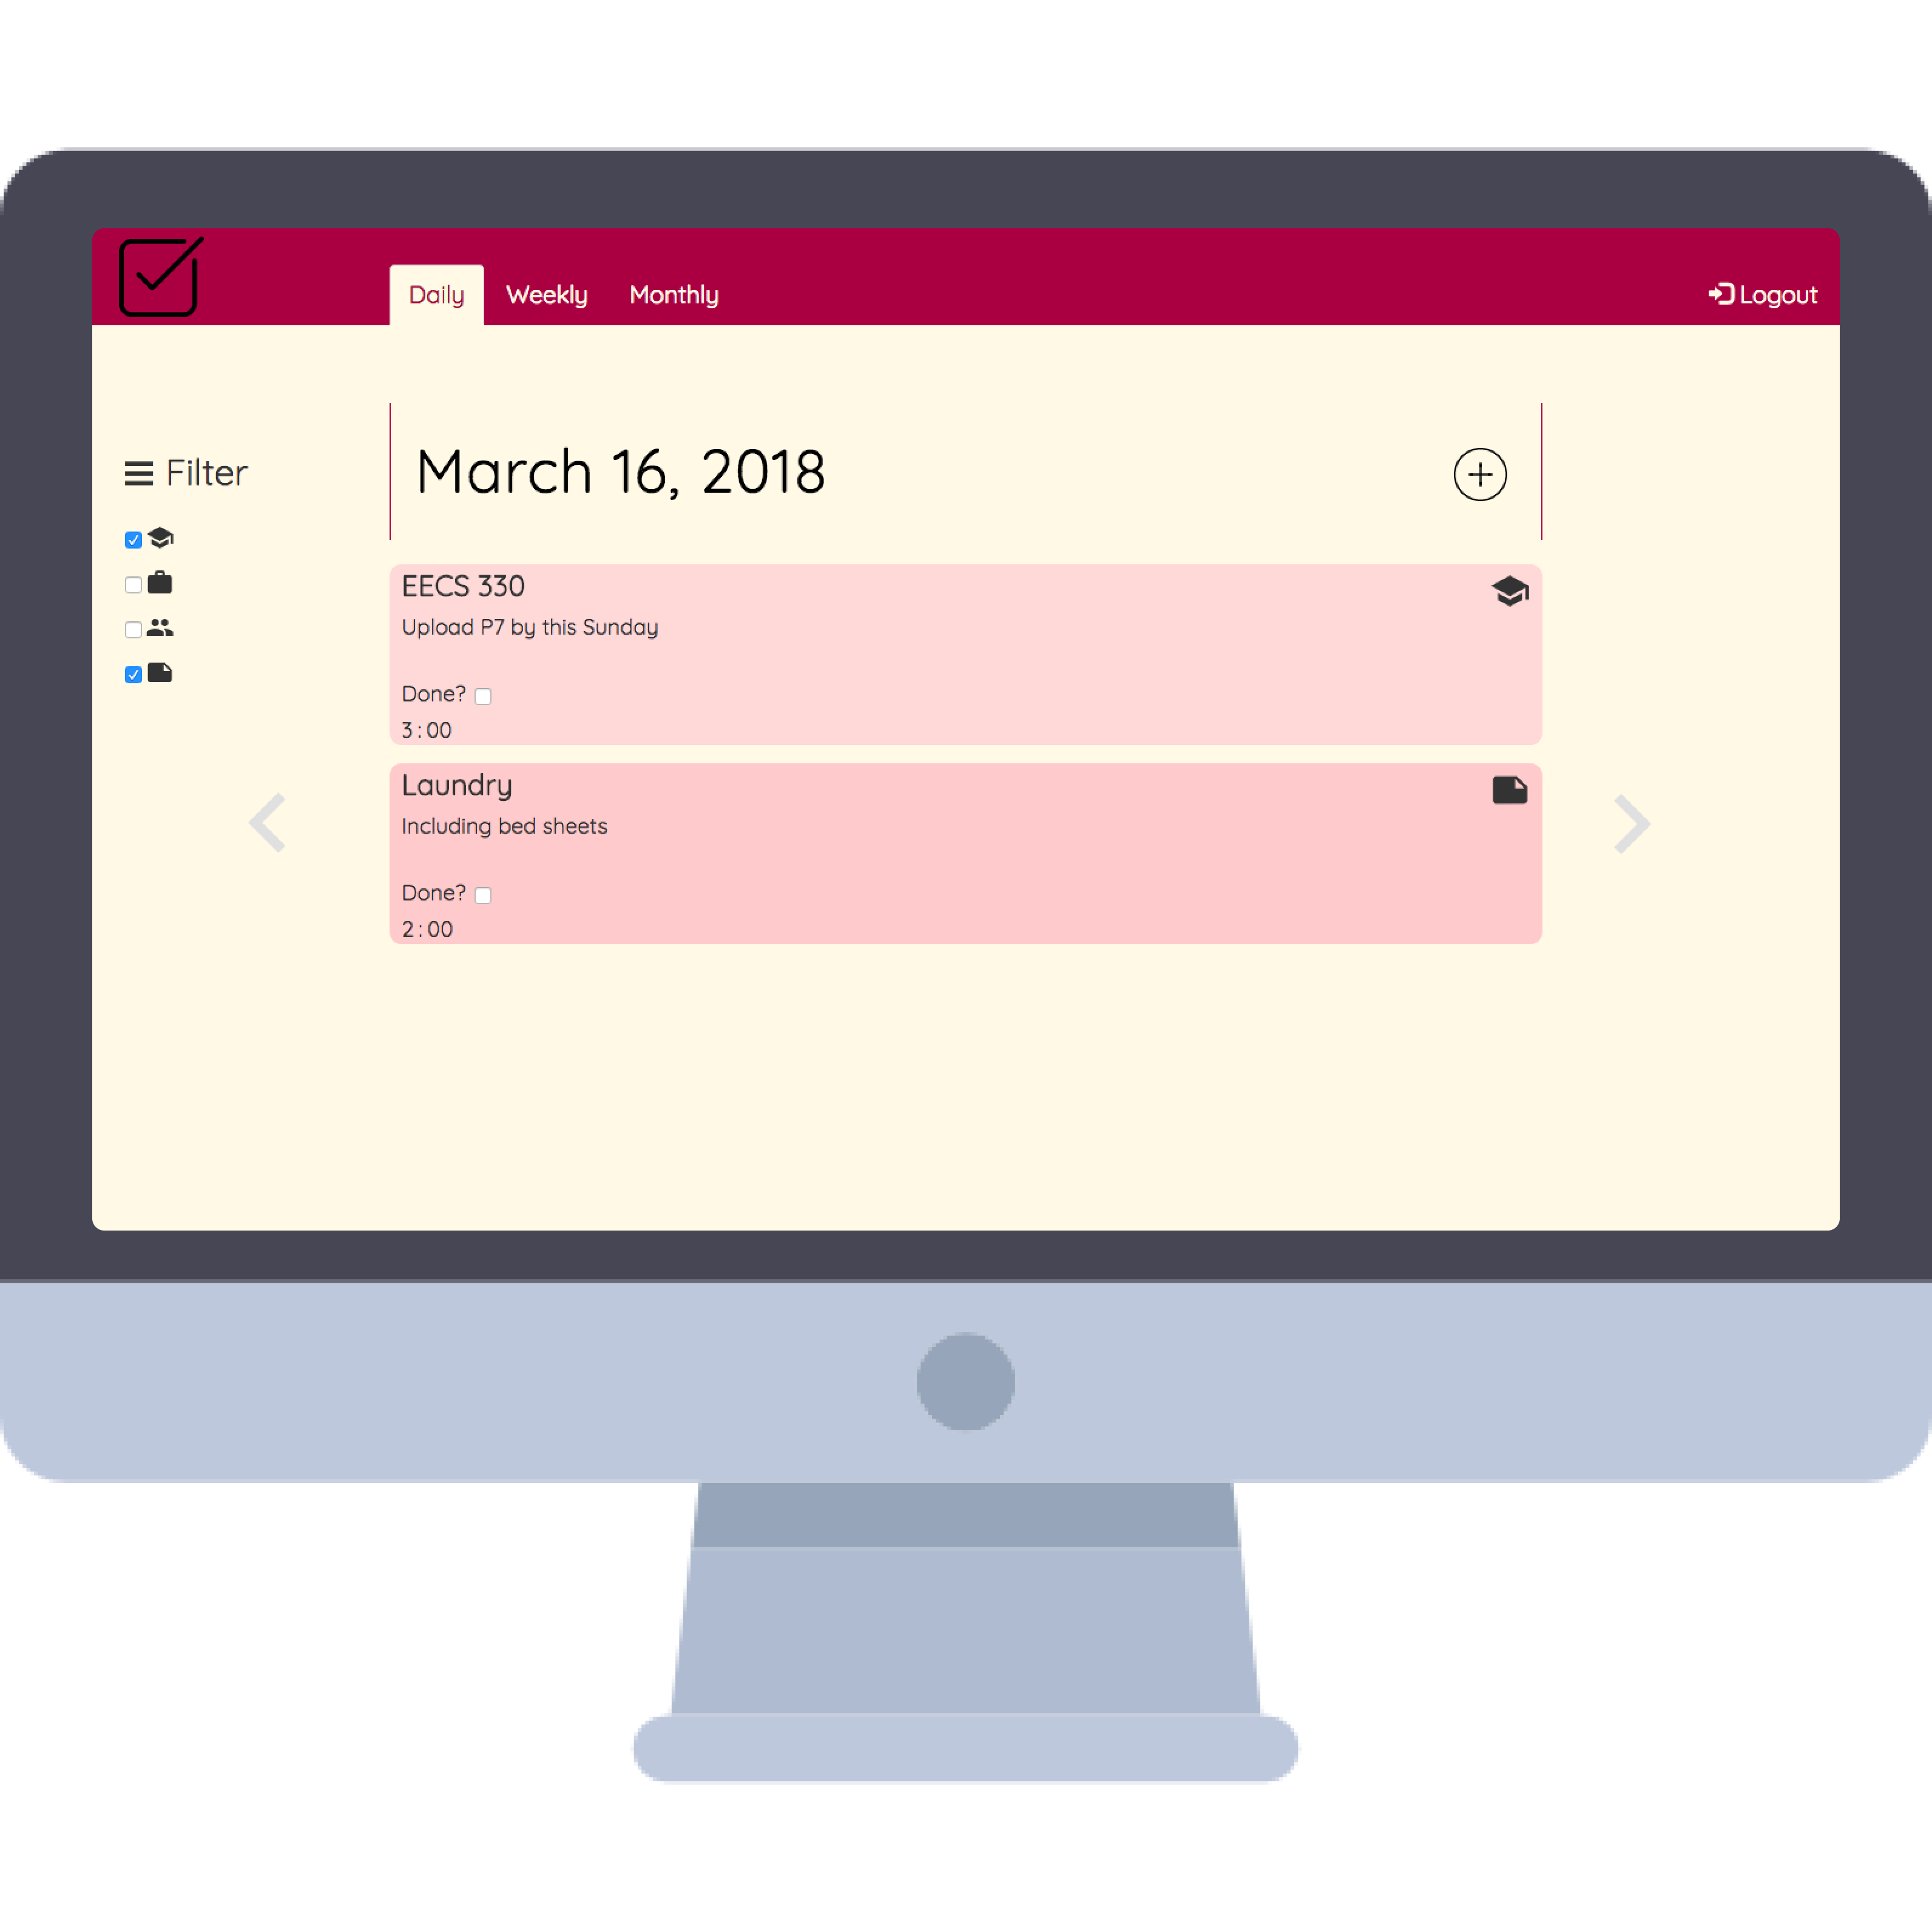 Daily Weekly Monthly Logout
Filter
March 16, 2018
EECS 330
Upload P7 by this Sunday
Done?
3:00
Laundry
Including bed sheets
Done?
2:00